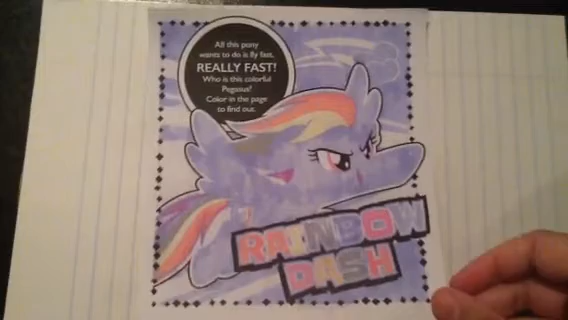 All this pony
wants to do is fly fast,
REALLY FAST!
Who is this colorful
Pegasus?
Color in the page
to find out.
RAINBOW
DASH